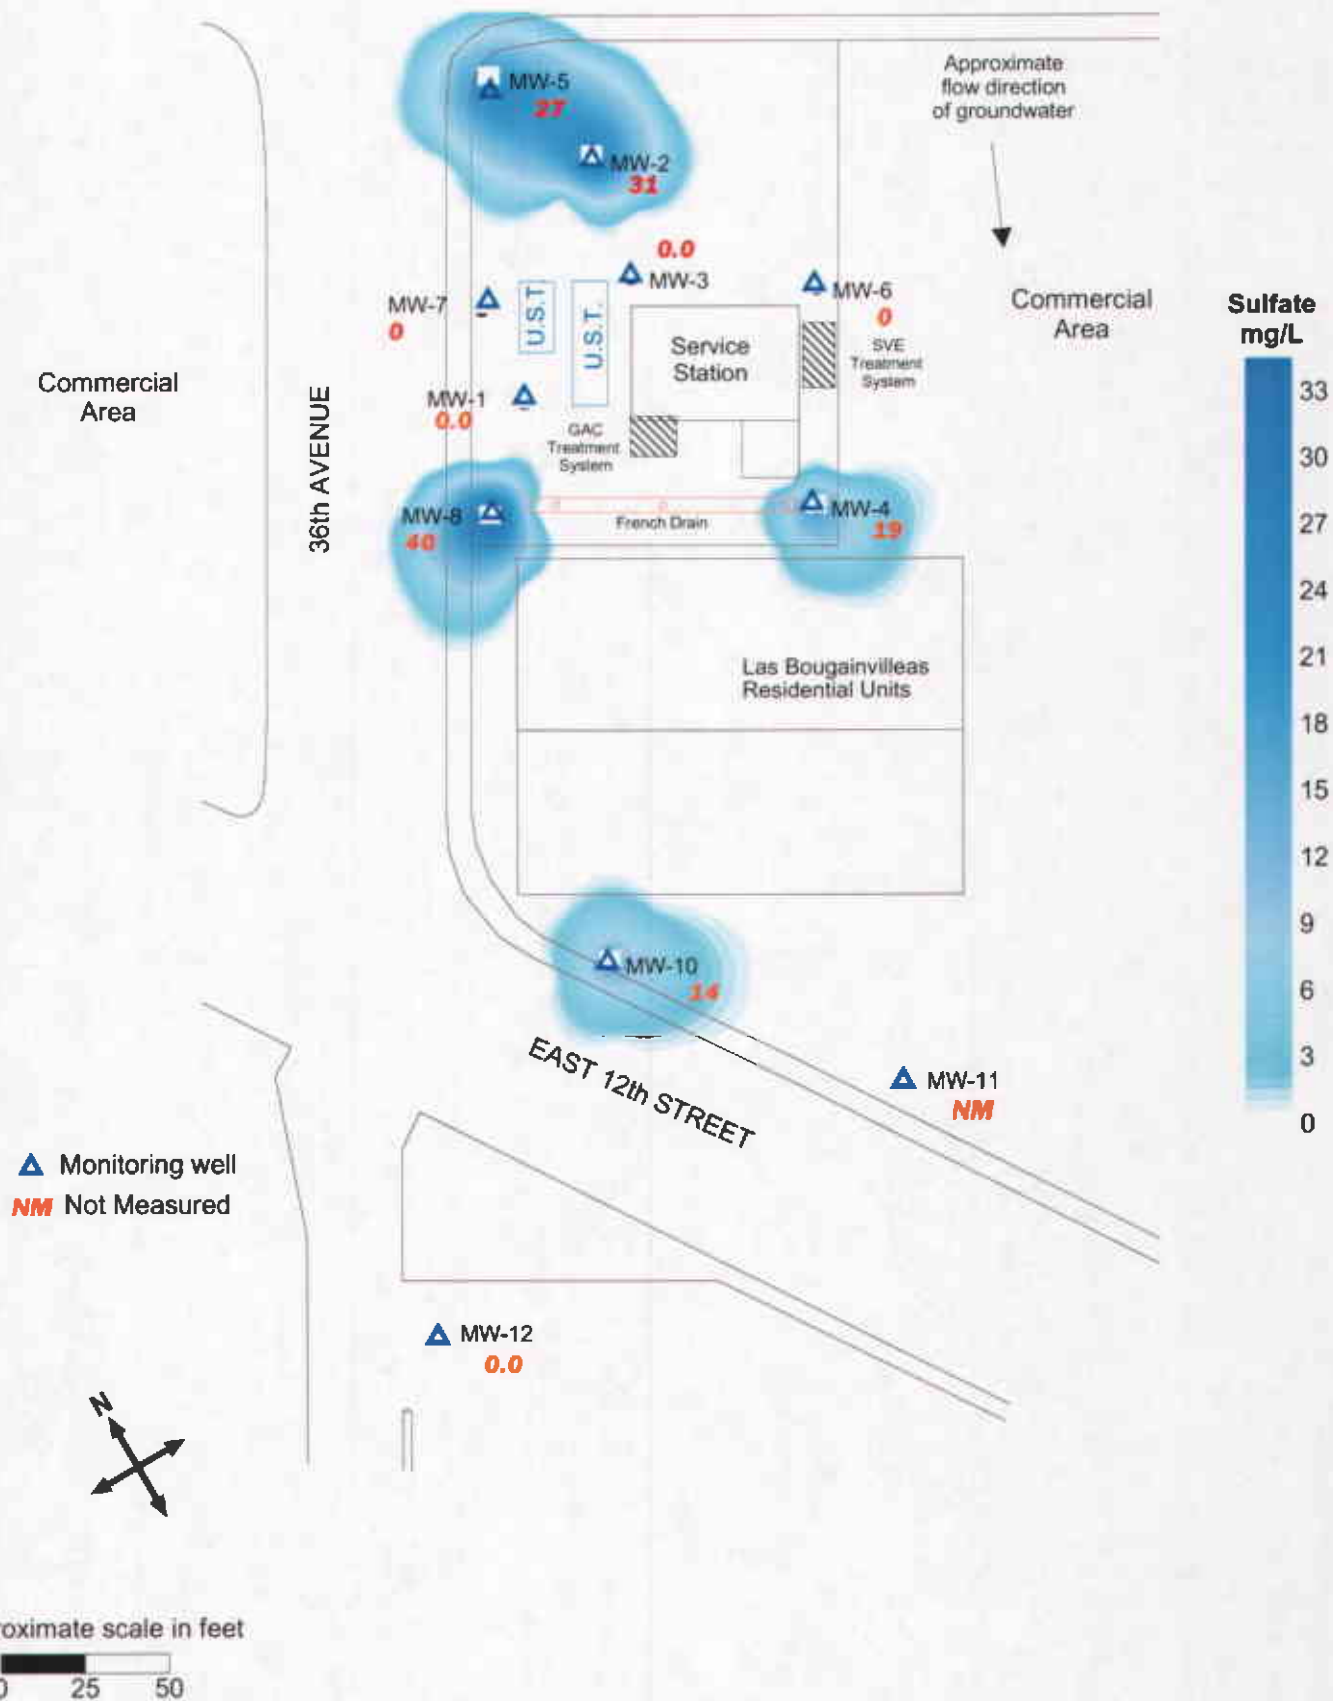 Approximate
flow direction
of groundwater
MW-5
27
MW-2
31
0.0
MW-3
MW-6
0
MW-7
0
U.S.T.
U.S.T.
Service
Station
SVE
Treatment
System
Commercial
Area
Commercial
Area
36th AVENUE
MW-1
0.0
GAC
Treatment
System
MW-8
40
French Drain
MW-4
19
Las Bougainvilleas
Residential Units
MW-10
14
EAST 12th STREET
MW-11
NM
MW-12
0.0
Sulfate
mg/L
33
30
27
24
21
18
15
12
9
6
3
0
Monitoring well
NM Not Measured
N
roximate scale in feet
0 25 50